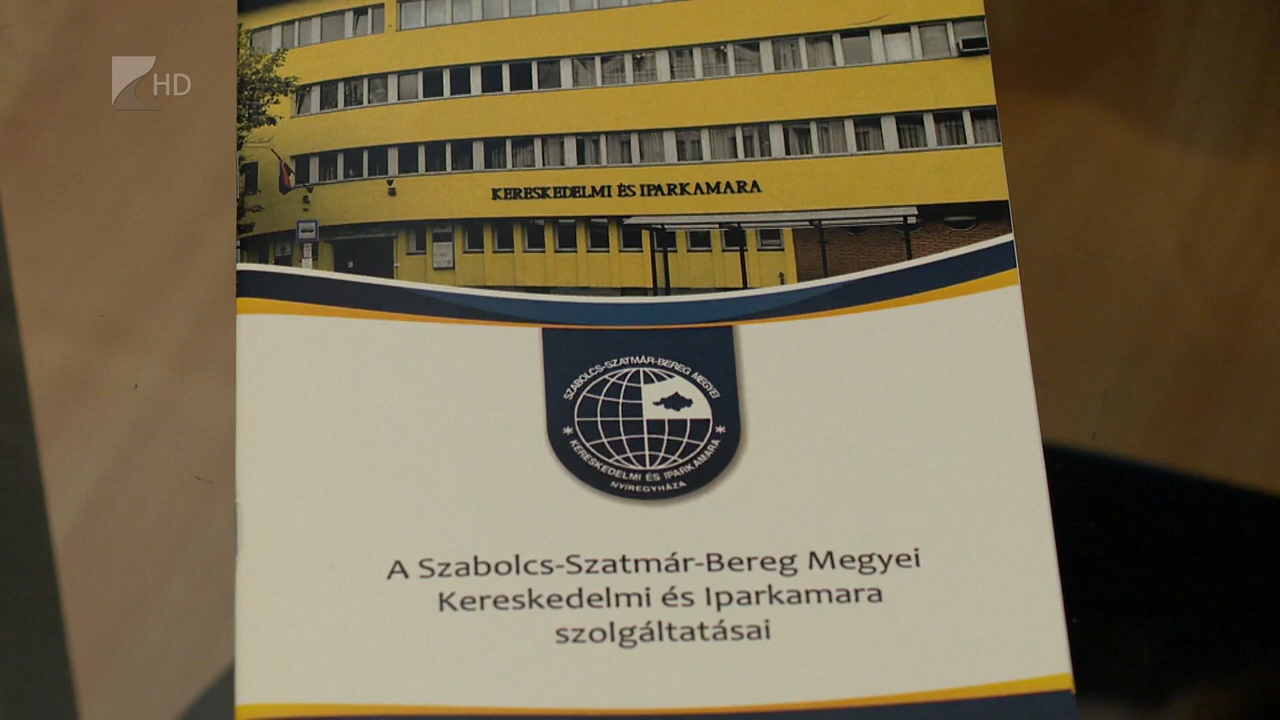 HD
KERESKEDELMI ÉS IPARKAMARA
SZABOLCS-SZATMÁR-BEREG MEGYEI
* KERESKEDELMI ÉS IPARKAMARA *
NYÍREGYHÁZA
A Szabolcs-Szatmár-Bereg Megyei
Kereskedelmi és Iparkamara
szolgáltatásai